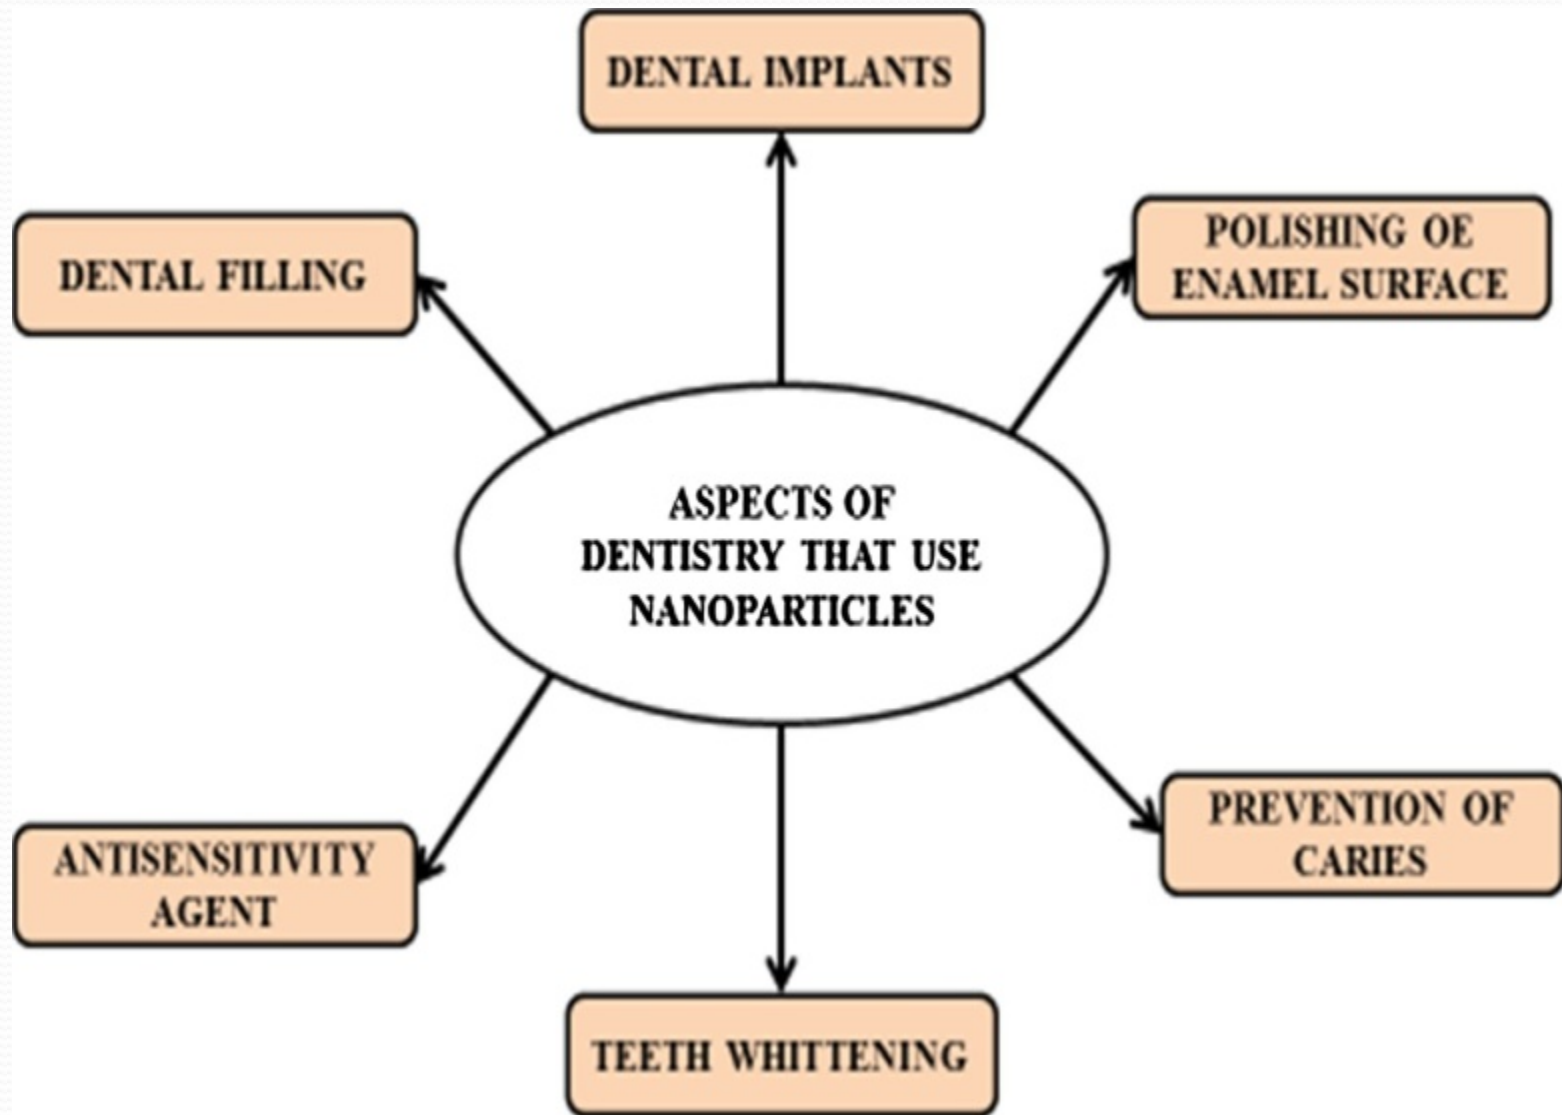 DENTAL IMPLANTS
POLISHING OE
ENAMEL SURFACE
DENTAL FILLING
ASPECTS OF
DENTISTRY THAT USE
NANOPARTICLES
PREVENTION OF
CARIES
ANTISENSITIVITY
AGENT
TEETH WHITTENING